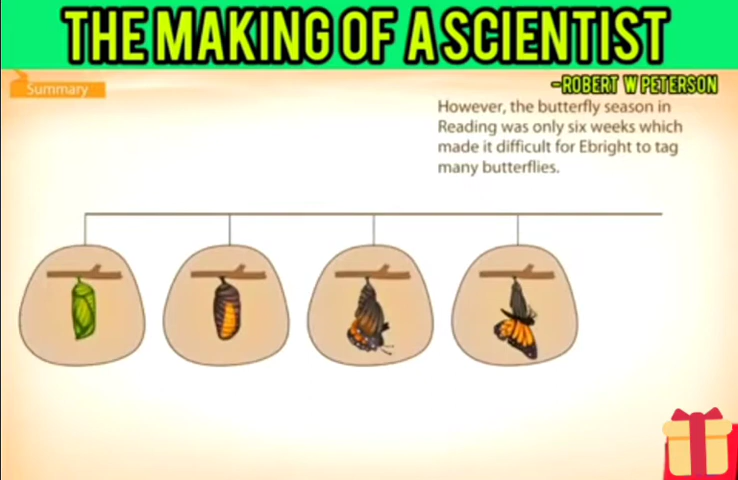 THE MAKING OF A SCIENTIST
Summary
-ROBERT W PETERSON
However, the butterfly season in
Reading was only six weeks which
made it difficult for Ebright to tag
many butterflies.